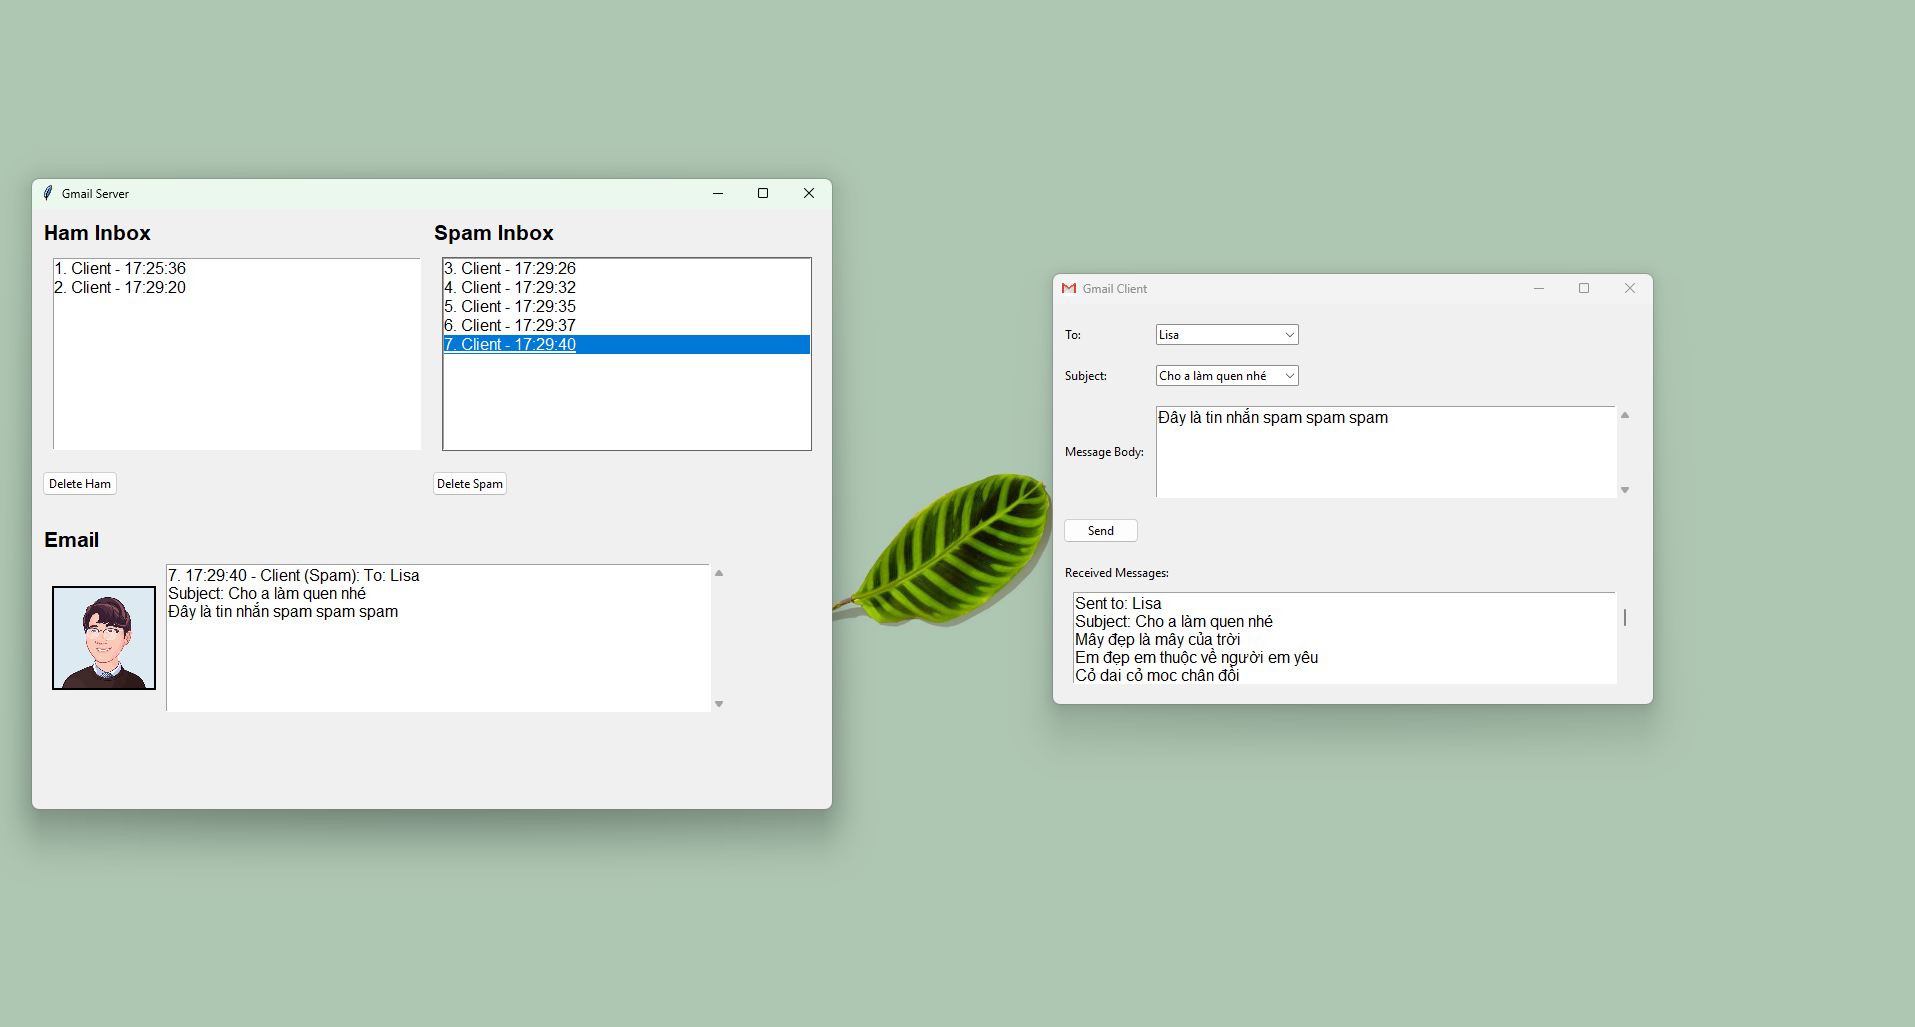 Gmail Server
Ham Inbox
1. Client - 17:25:36
2. Client - 17:29:20
Delete Ham
Spam Inbox
3. Client - 17:29:26
4. Client - 17:29:32
5. Client - 17:29:35
6. Client - 17:29:37
7. Client - 17:29:40
Delete Spam
Email
7. 17:29:40 - Client (Spam): To: Lisa
Subject: Cho a làm quen nhé
Đây là tin nhắn spam spam spam
Gmail Client
To: Lisa
Subject: Cho a làm quen nhé
Message Body: Đây là tin nhắn spam spam spam
Send
Received Messages:
Sent to: Lisa
Subject: Cho a làm quen nhé
Mây đẹp là mây của trời
Em đẹp em thuộc về người em yêu
Cỏ dại cỏ mọc chân đồi